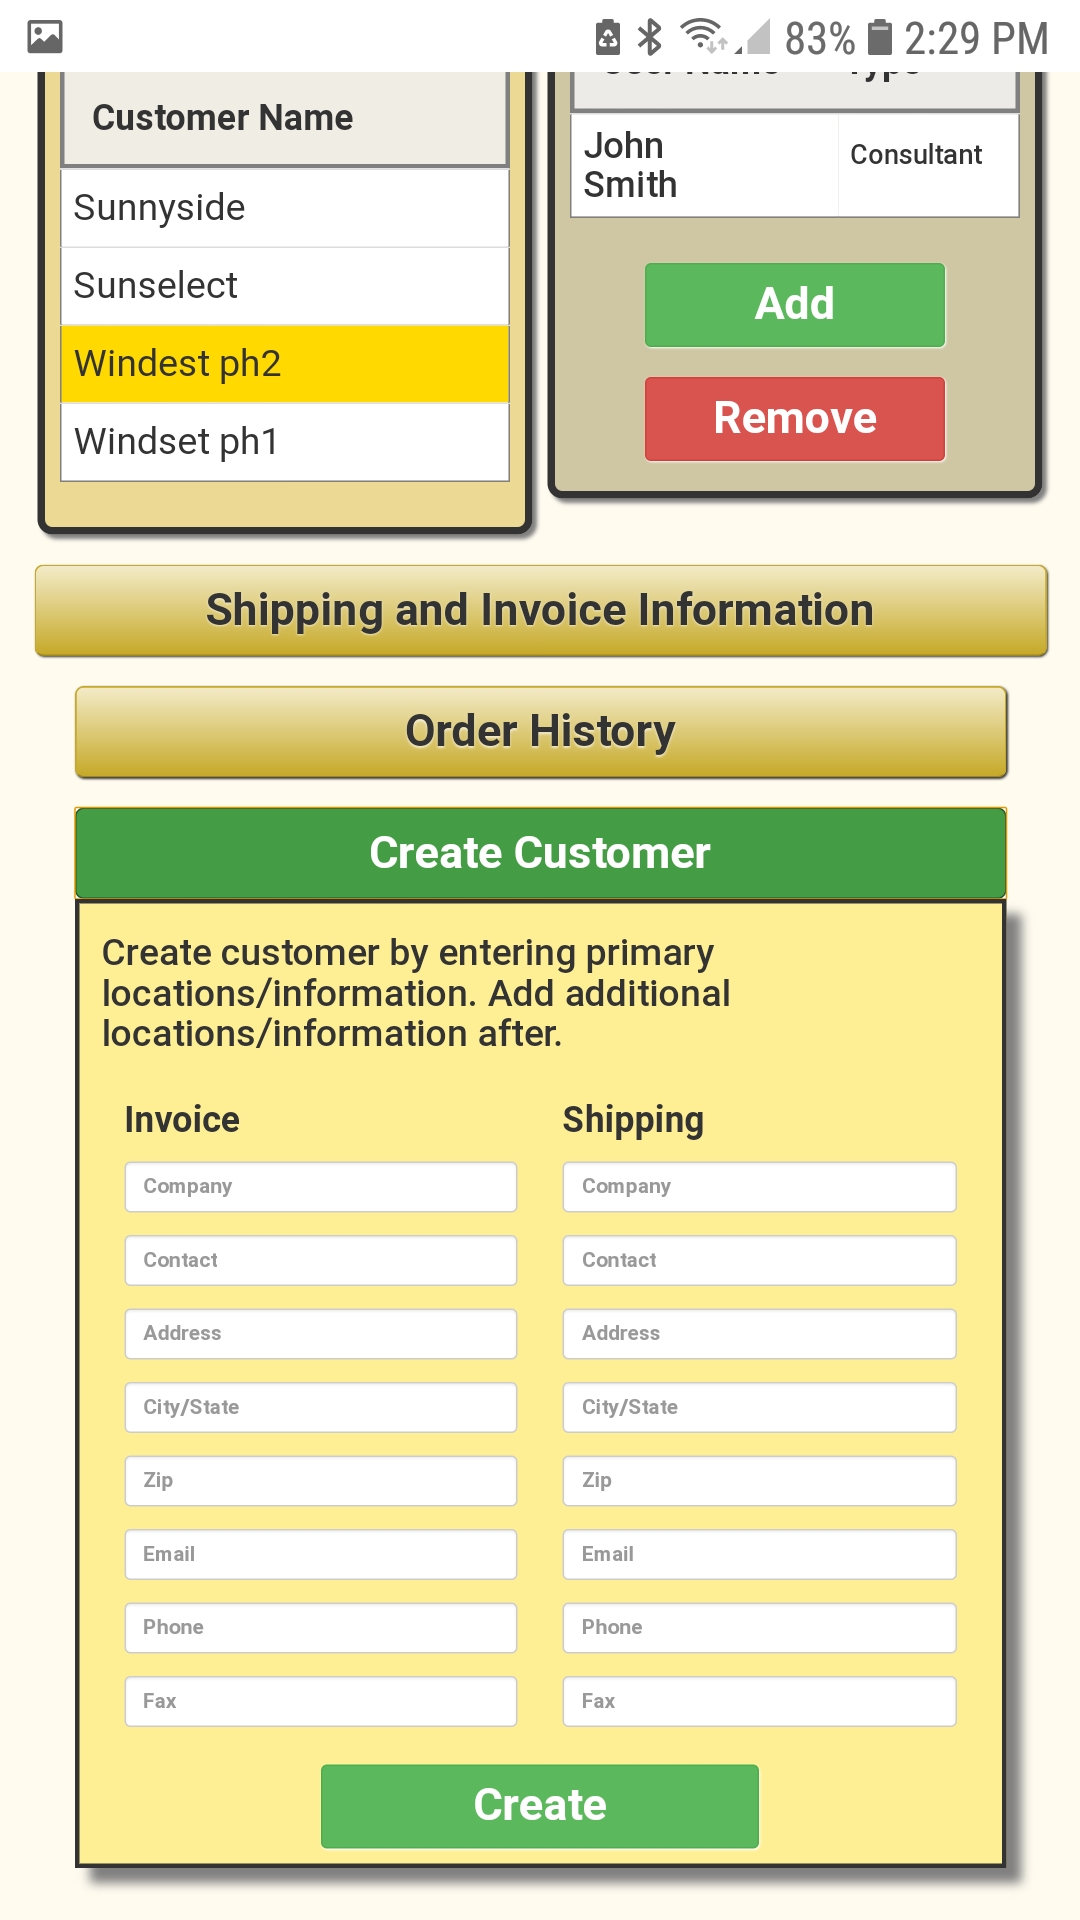 83% 2:29 PM
Customer Name
Sunnyside
Sunselect
Windest ph2
Windset ph1
User Name Type
John
Smith
Consultant
Add
Remove
Shipping and Invoice Information
Order History
Create Customer
Create customer by entering primary
locations/information. Add additional
locations/information after.
Invoice Shipping
Company Company
Contact Contact
Address Address
City/State City/State
Zip Zip
Email Email
Phone Phone
Fax Fax
Create